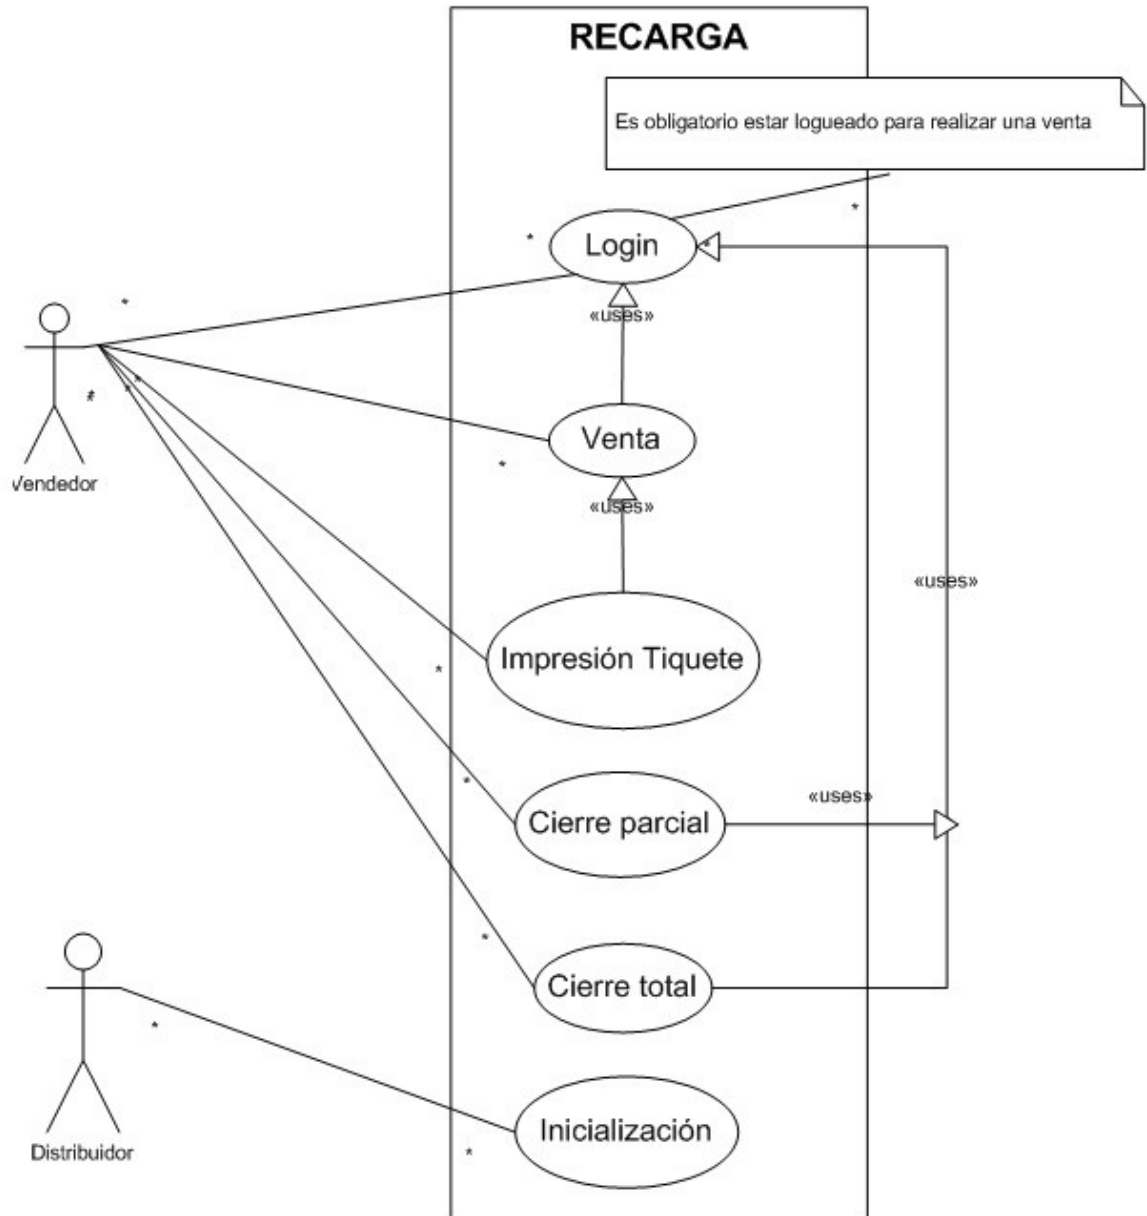 RECARGA
Es obligatorio estar logueado para realizar una venta
*
Login
*
*
*
«uses»
*
*
*
Venta
*
Vendedor
«uses»
«uses»
Impresión Tiquete
*
*
«uses»
Cierre parcial
*
Cierre total
*
Inicialización
Distribuidor
*